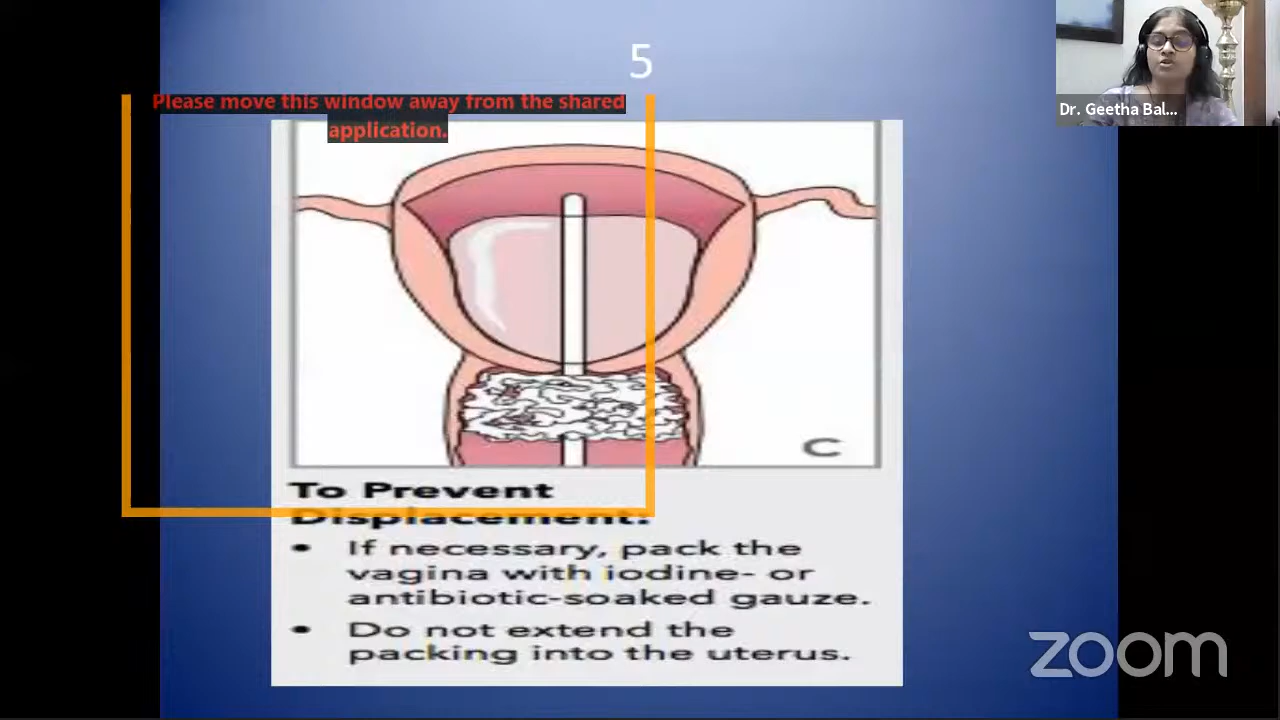 5
Please move this window away from the shared
application.
Dr. Geetha Bal...
C
To Prevent
Displacement:
• If necessary, pack the
vagina with iodine- or
antibiotic-soaked gauze.
• Do not extend the
packing into the uterus.
zoom